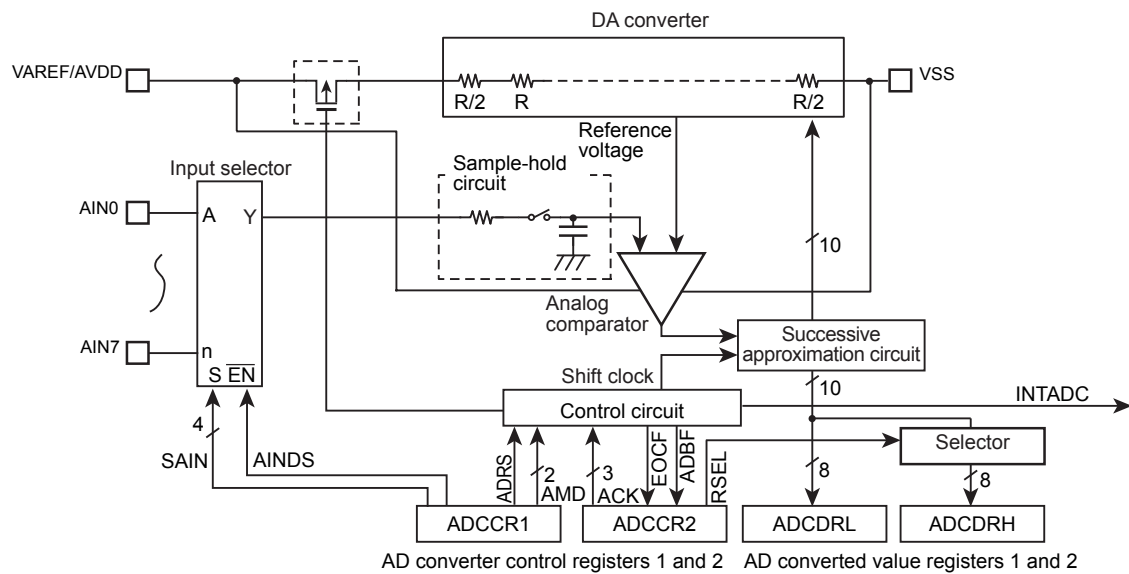 DA converter
VAREF/AVDD
VSS
R/2
R
R/2
Reference
voltage
Sample-hold
circuit
Input selector
AIN0
A
Y
10
Analog
comparator
Successive
approximation circuit
AIN7
n
S
EN
Shift clock
10
4
Control circuit
INTADC
SAIN
AINDS
ADRS
2
AMD
3
ACK
EOCF
ADBF
RSEL
Selector
8
8
ADCCR1
ADCCR2
ADCDRL
ADCDRH
AD converter control registers 1 and 2
AD converted value registers 1 and 2